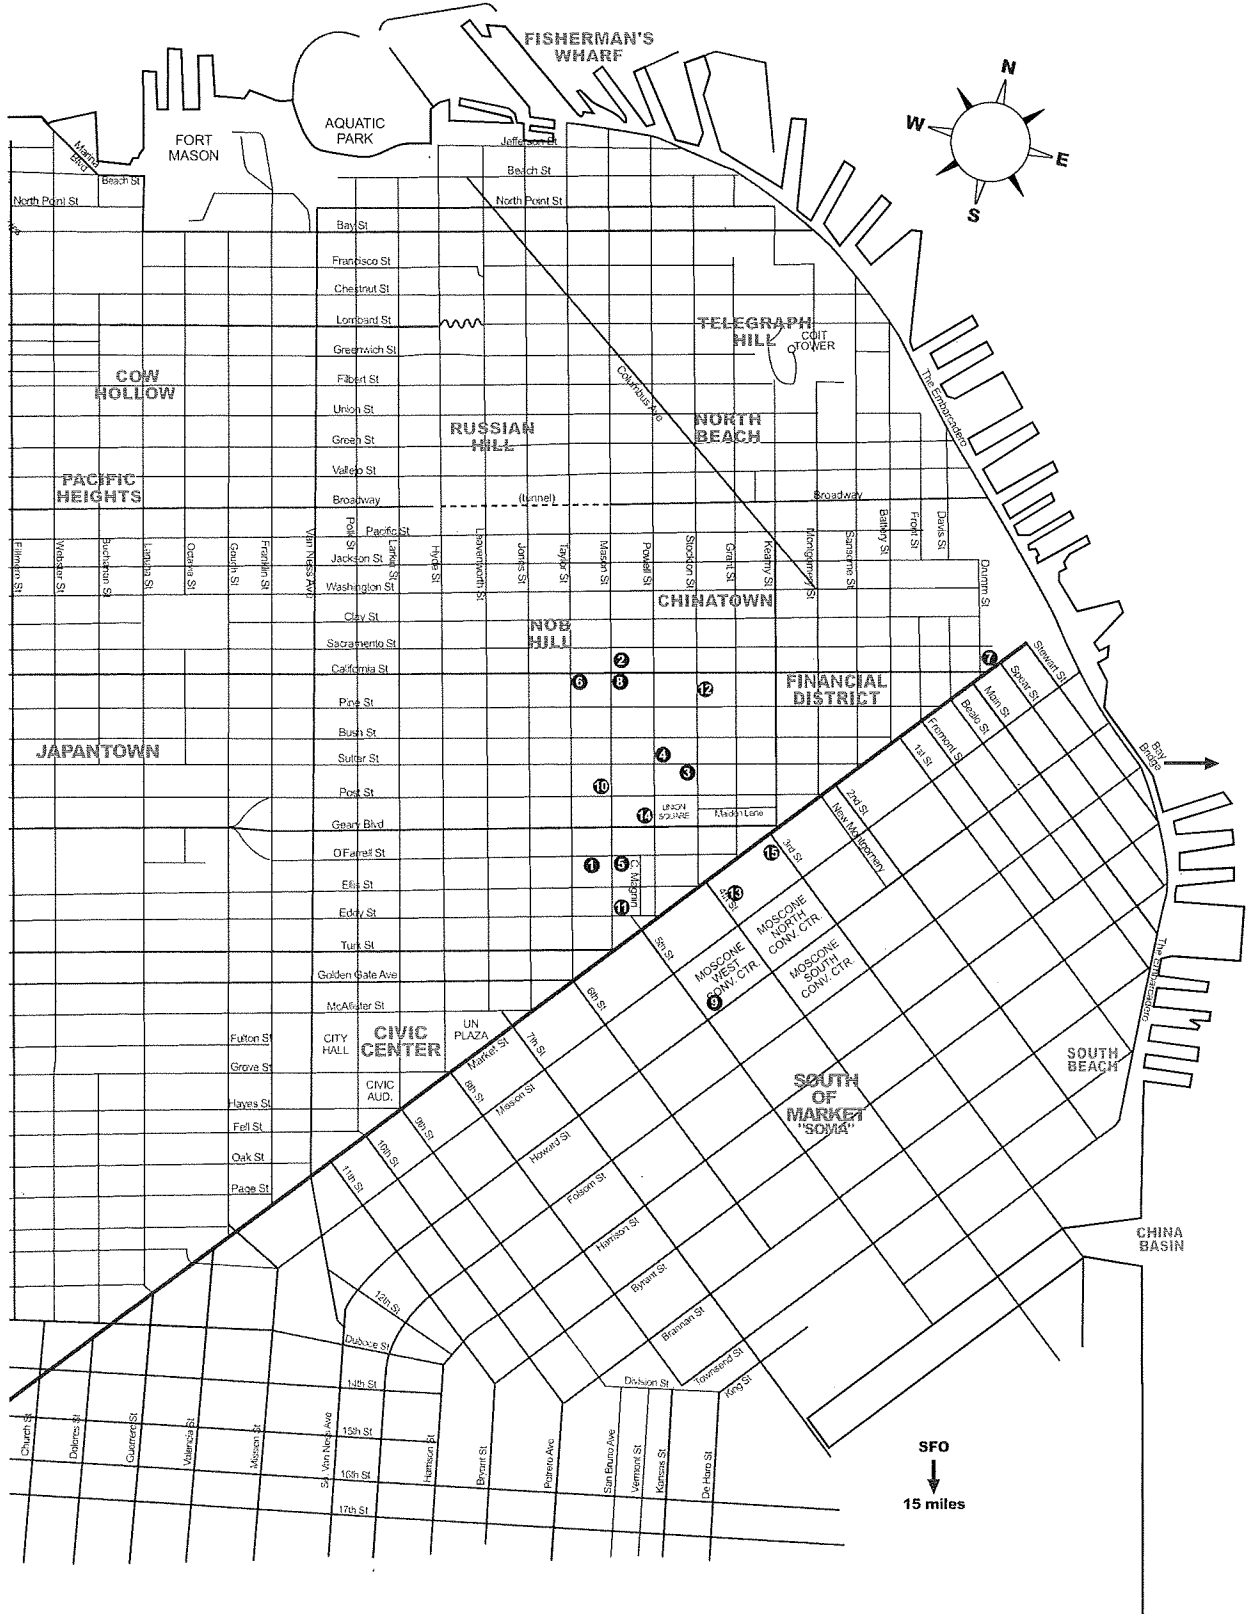 FISHERMAN'S
WHARF
N
W
E
S
AQUATIC
PARK
FORT
MASON
Marina
Blvd
Jefferson St
Beach St
Beach St
North Point St
North Point St
Bay St
Francisco St
Chestnut St
Lombard St
TELEGRAPH
HILL
COIT
TOWER
Greenwich St
COW
HOLLOW
Filbert St
Columbus Ave
The Embarcadero
Union St
RUSSIAN
HILL
NORTH
BEACH
Green St
Vallejo St
PACIFIC
HEIGHTS
Broadway
(tunnel)
Broadway
Pacific St
Jackson St
Washington St
Fillmore St
Webster St
Buchanan St
Laguna St
Octavia St
Gough St
Franklin St
Van Ness Ave
Polk St
Larkin St
Hyde St
Leavenworth St
Jones St
Taylor St
Mason St
Powell St
Stockton St
Grant St
Kearny St
Montgomery St
Sansome St
Battery St
Front St
Davis St
Drumm St
CHINATOWN
Clay St
NOB
HILL
Sacramento St
California St
2
7
6
8
12
FINANCIAL
DISTRICT
Stewart St
Spear St
Main St
Beale St
Fremont St
1st St
Pine St
Bush St
JAPANTOWN
Sutter St
4
3
Bay
Bridge
Post St
10
14
UNION
SQUARE
Maiden Lane
2nd St
New Montgomery
Geary Blvd
O'Farrell St
1
5
C. Magnin
15
3rd St
Ellis St
13
4th St
Eddy St
11
MOSCONE
NORTH
CONV. CTR.
MOSCONE
WEST
CONV. CTR.
MOSCONE
SOUTH
CONV. CTR.
9
Turk St
5th St
Golden Gate Ave
6th St
McAllister St
The Embarcadero
Fulton St
CITY
HALL
CIVIC
CENTER
UN
PLAZA
Market St
7th St
Grove St
CIVIC
AUD.
8th St
Mission St
SOUTH
BEACH
SOUTH
OF
MARKET
"SOMA"
Hayes St
Fell St
9th St
10th St
11th St
Howard St
Oak St
Page St
Folsom St
Harrison St
CHINA
BASIN
Byrant St
12th St
Brannan St
Duboce St
Townsend St
King St
Division St
14th St
15th St
16th St
17th St
Church St
Dolores St
Guerrero St
Valencia St
Mission St
So. Van Ness Ave
Harrison St
Bryant St
Potrero Ave
San Bruno Ave
Vermont St
Kansas St
De Haro St
SFO
15 miles